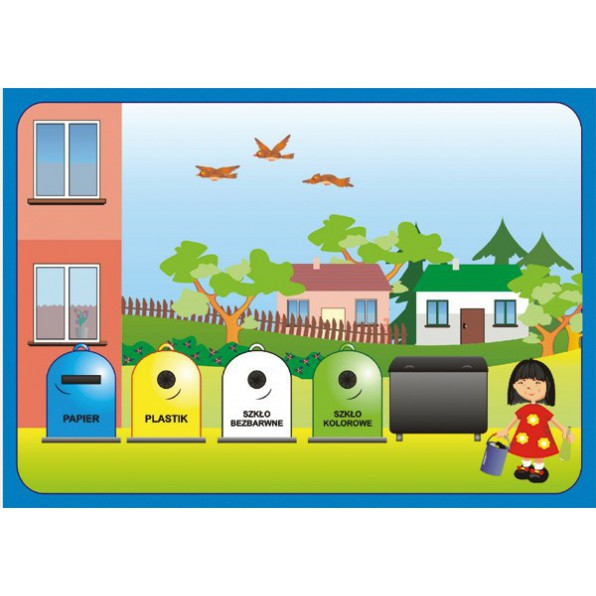 PAPIER
PLASTIK
SZKŁO
BEZBARWNE
SZKŁO
KOLOROWE